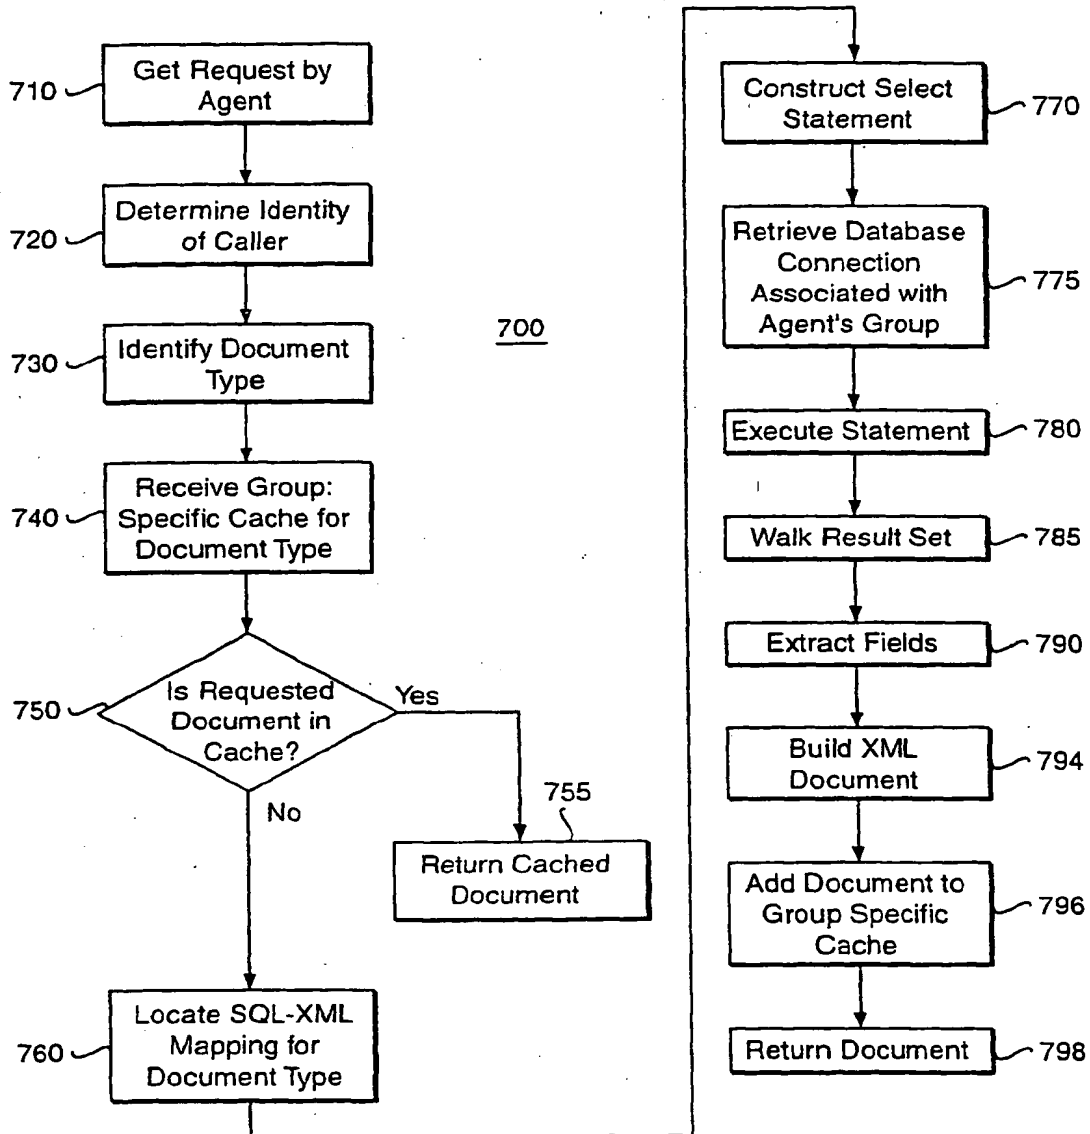 710
Get Request by
Agent
720
Determine Identity
of Caller
730
Identify Document
Type
700
740
Receive Group:
Specific Cache for
Document Type
750
Is Requested
Document in
Cache?
Yes
No
755
Return Cached
Document
760
Locate SQL-XML
Mapping for
Document Type
Construct Select
Statement
770
Retrieve Database
Connection
Associated with
Agent's Group
775
Execute Statement
780
Walk Result Set
785
Extract Fields
790
Build XML
Document
794
Add Document to
Group Specific
Cache
796
Return Document
798